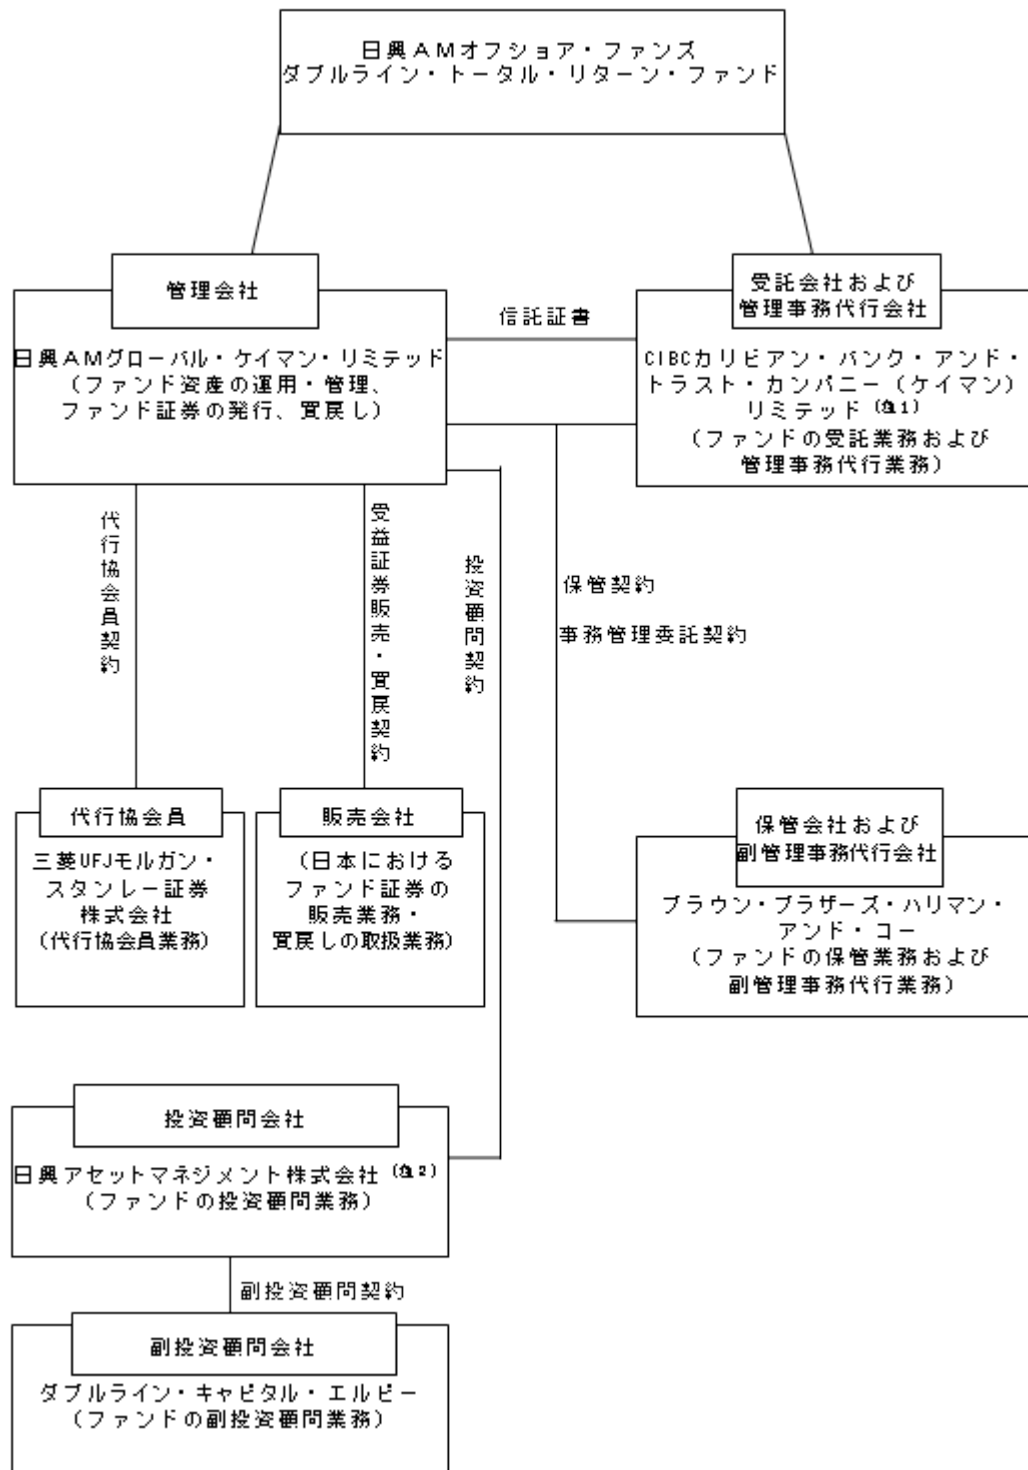 日興AMオフショア・ファンズ
ダブルライン・トータル・リターン・ファンド
管理会社
日興AMグローバル・ケイマン・リミテッド
(ファンド資産の運用・管理、
ファンド証券の発行、買戻し)
信託証書
受託会社および
管理事務代行会社
CIBCカリビアン・バンク・アンド・
トラスト・カンパニー(ケイマン)
リミテッド(注1)
(ファンドの受託業務および
管理事務代行業務)
代行協会員契約
受益証券販売・買戻契約
投資顧問契約
保管契約
事務管理委託契約
代行協会員
三菱UFJモルガン・
スタンレー証券
株式会社
(代行協会員業務)
販売会社
(日本における
ファンド証券の
販売業務・
買戻しの取扱業務)
保管会社および
副管理事務代行会社
ブラウン・ブラザーズ・ハリマン・
アンド・コー
(ファンドの保管業務および
副管理事務代行業務)
投資顧問会社
日興アセットマネジメント株式会社(注2)
(ファンドの投資顧問業務)
副投資顧問契約
副投資顧問会社
ダブルライン・キャピタル・エルピー
(ファンドの副投資顧問業務)